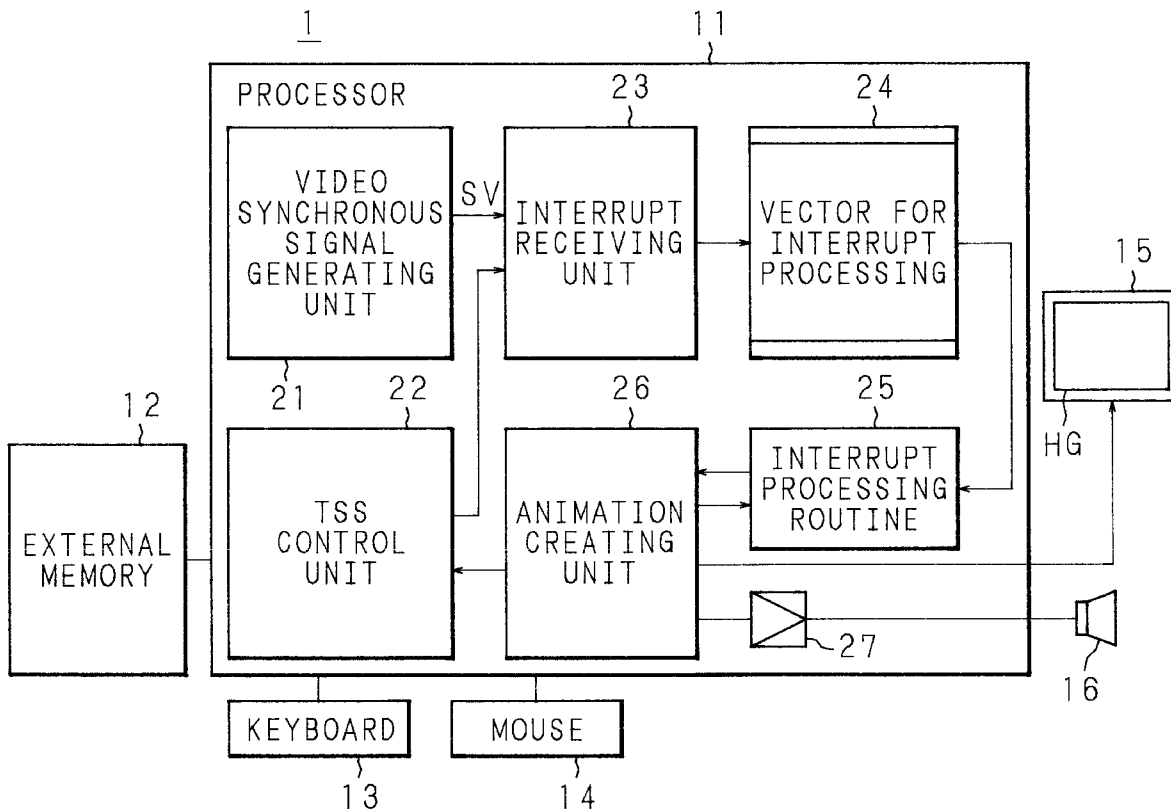 1
11
PROCESSOR
23
24
VIDEO
SYNCHRONOUS
SIGNAL
GENERATING
UNIT
SV
INTERRUPT
RECEIVING
UNIT
VECTOR FOR
INTERRUPT
PROCESSING
15
HG
21
22
26
25
12
EXTERNAL
MEMORY
TSS
CONTROL
UNIT
ANIMATION
CREATING
UNIT
INTERRUPT
PROCESSING
ROUTINE
27
16
KEYBOARD
MOUSE
13
14